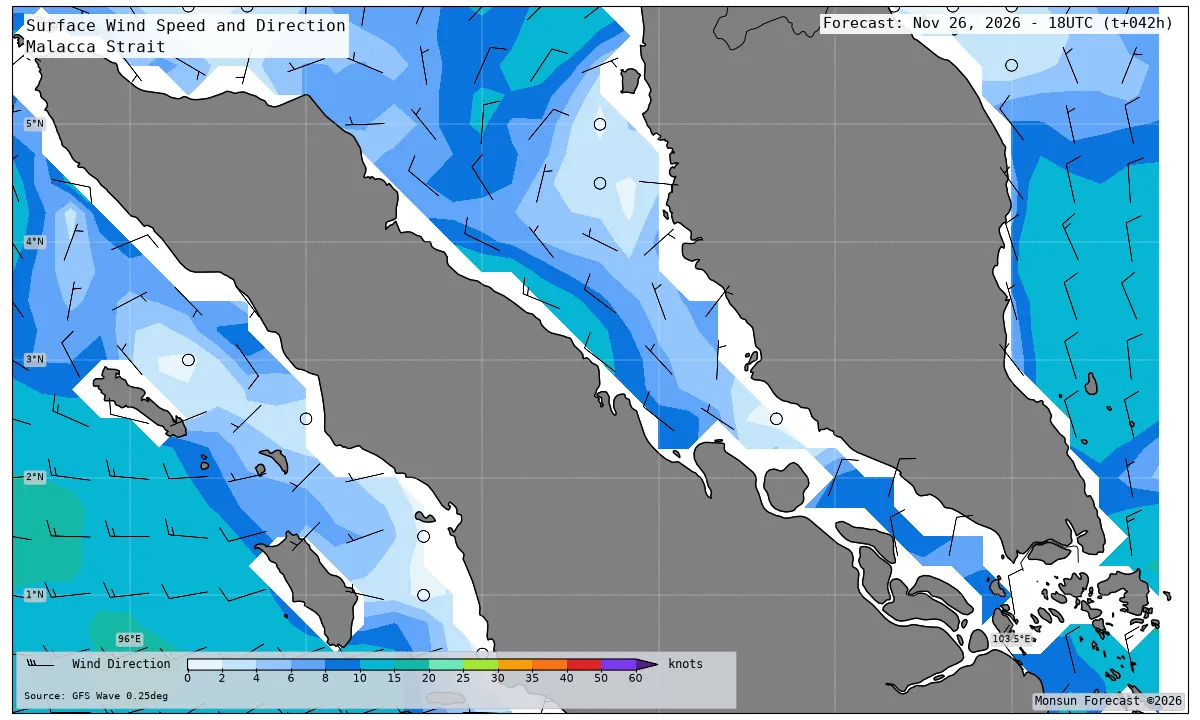 Surface Wind Speed and Direction
Malacca Strait
Forecast: Nov 26, 2026 - 18UTC (t+042h)
5°N
4°N
3°N
2°N
1°N
96°E
103.5°E
Wind Direction
knots
0 2 4 6 8 10 15 20 25 30 35 40 50 60
Source: GFS Wave 0.25deg
Monsun Forecast ©2026